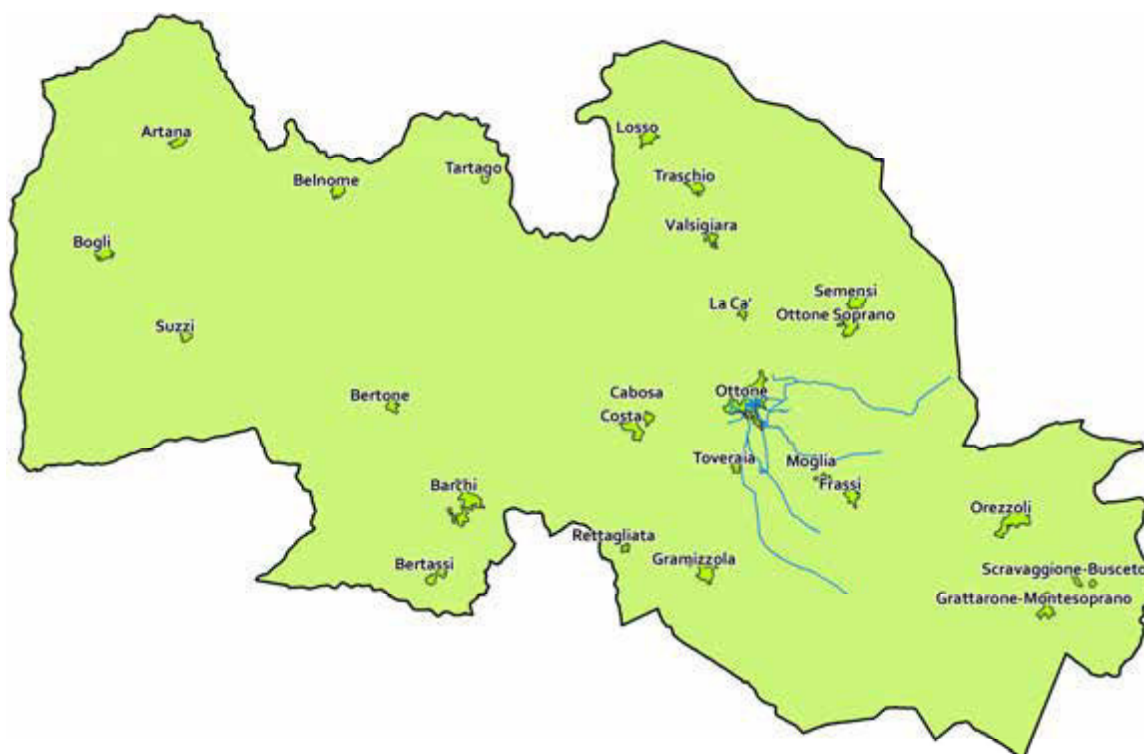 Losso
Artana
Tartago
Traschio
Belnome
Valsigiara
Bogli
Semensi
La Ca'
Ottone Soprano
Suzzi
Ottone
Cabosa
Bertone
Costa
Toveraia
Moglia
Frassi
Barchi
Orezzoli
Rettagliata
Gramizzola
Scravaggione-Busceto
Bertassi
Grattarone-Montesoprano